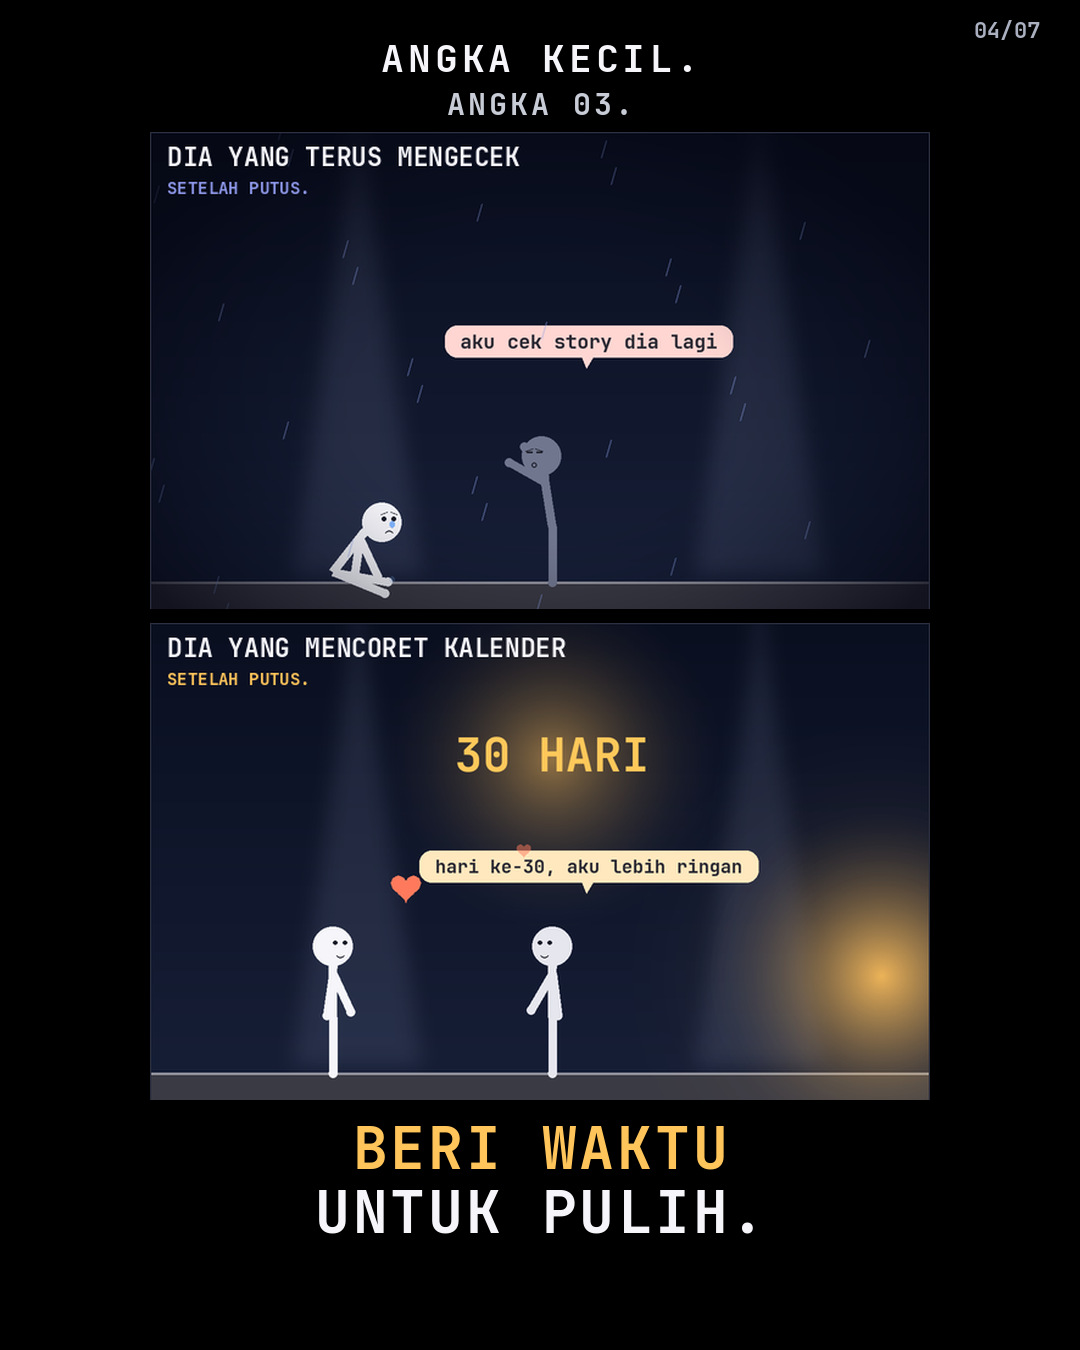 04/07
ANGKA KECIL.
ANGKA 03.
DIA YANG TERUS MENGECEK
SETELAH PUTUS.
aku cek story dia lagi
DIA YANG MENCORET KALENDER
SETELAH PUTUS.
30 HARI
hari ke-30, aku lebih ringan
BERI WAKTU
UNTUK PULIH.